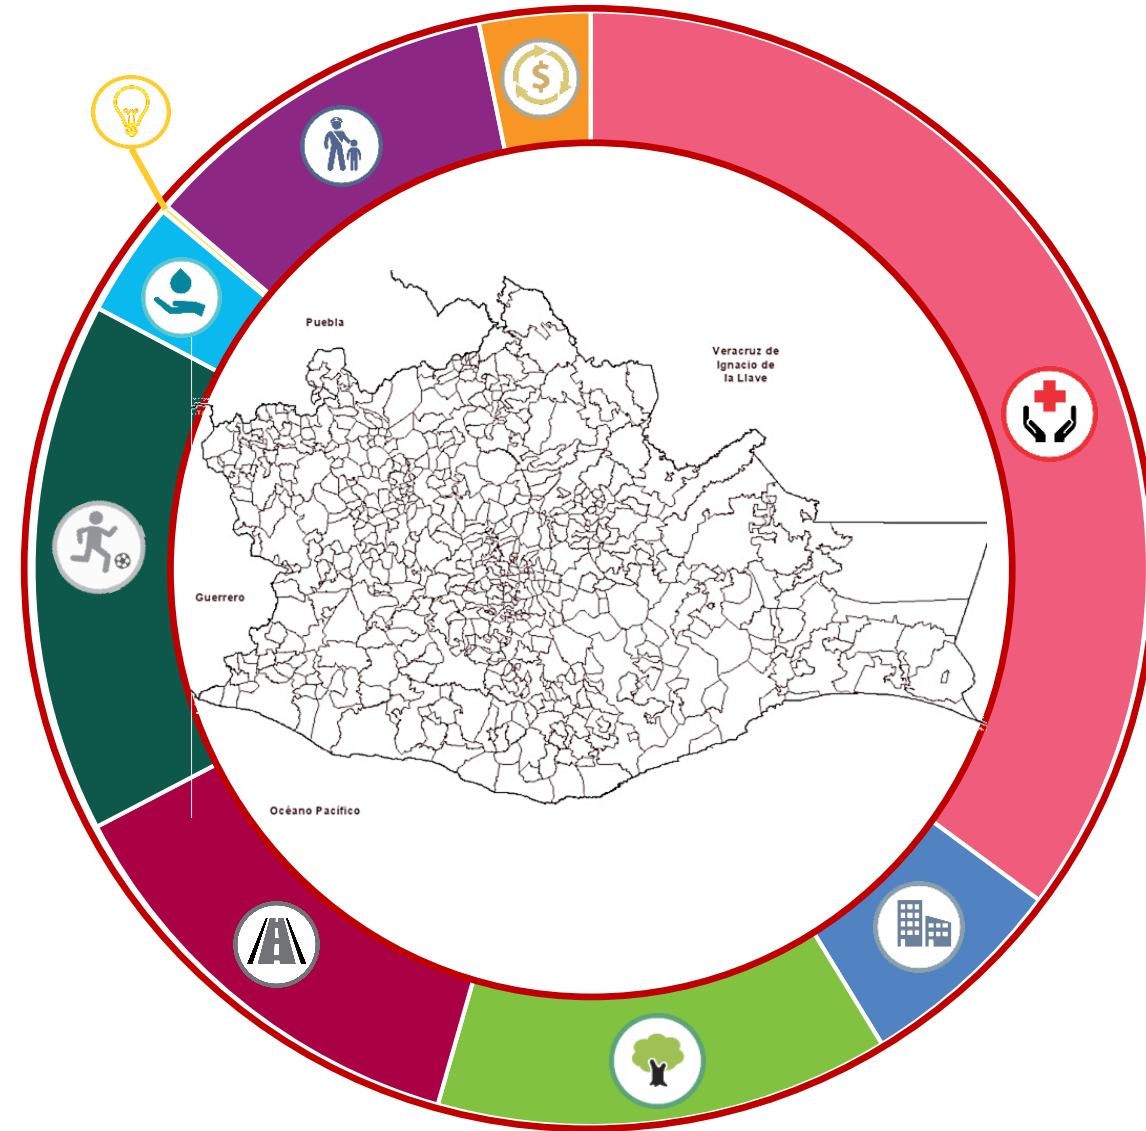 $
Puebla
Veracruz de
Ignacio de
la Llave
Guerrero
Océano Pacífico